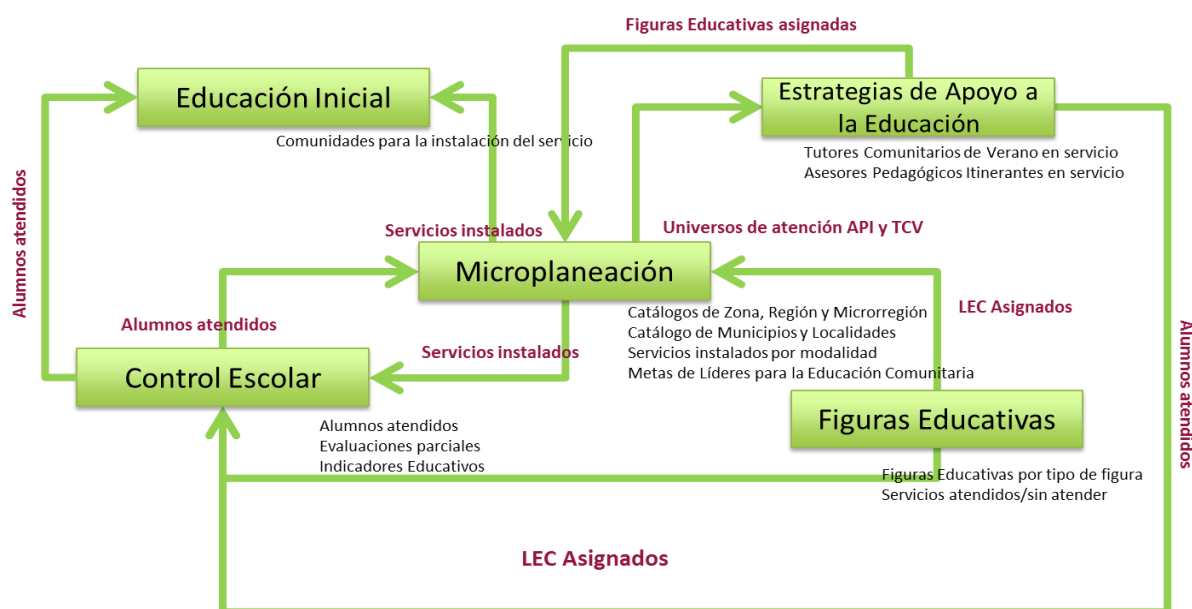 Figuras Educativas asignadas
Educación Inicial
Comunidades para la instalación del servicio
Estrategias de Apoyo a
la Educación
Tutores Comunitarios de Verano en servicio
Asesores Pedagógicos Itinerantes en servicio
Alumnos atendidos
Servicios instalados
Universos de atención API y TCV
Microplaneación
Catálogos de Zona, Región y Microrregión
Catálogo de Municipios y Localidades
Servicios instalados por modalidad
Metas de Líderes para la Educación Comunitaria
LEC Asignados
Alumnos atendidos
Servicios instalados
Control Escolar
Alumnos atendidos
Evaluaciones parciales
Indicadores Educativos
Figuras Educativas
Figuras Educativas por tipo de figura
Servicios atendidos/sin atender
Alumnos atendidos
LEC Asignados